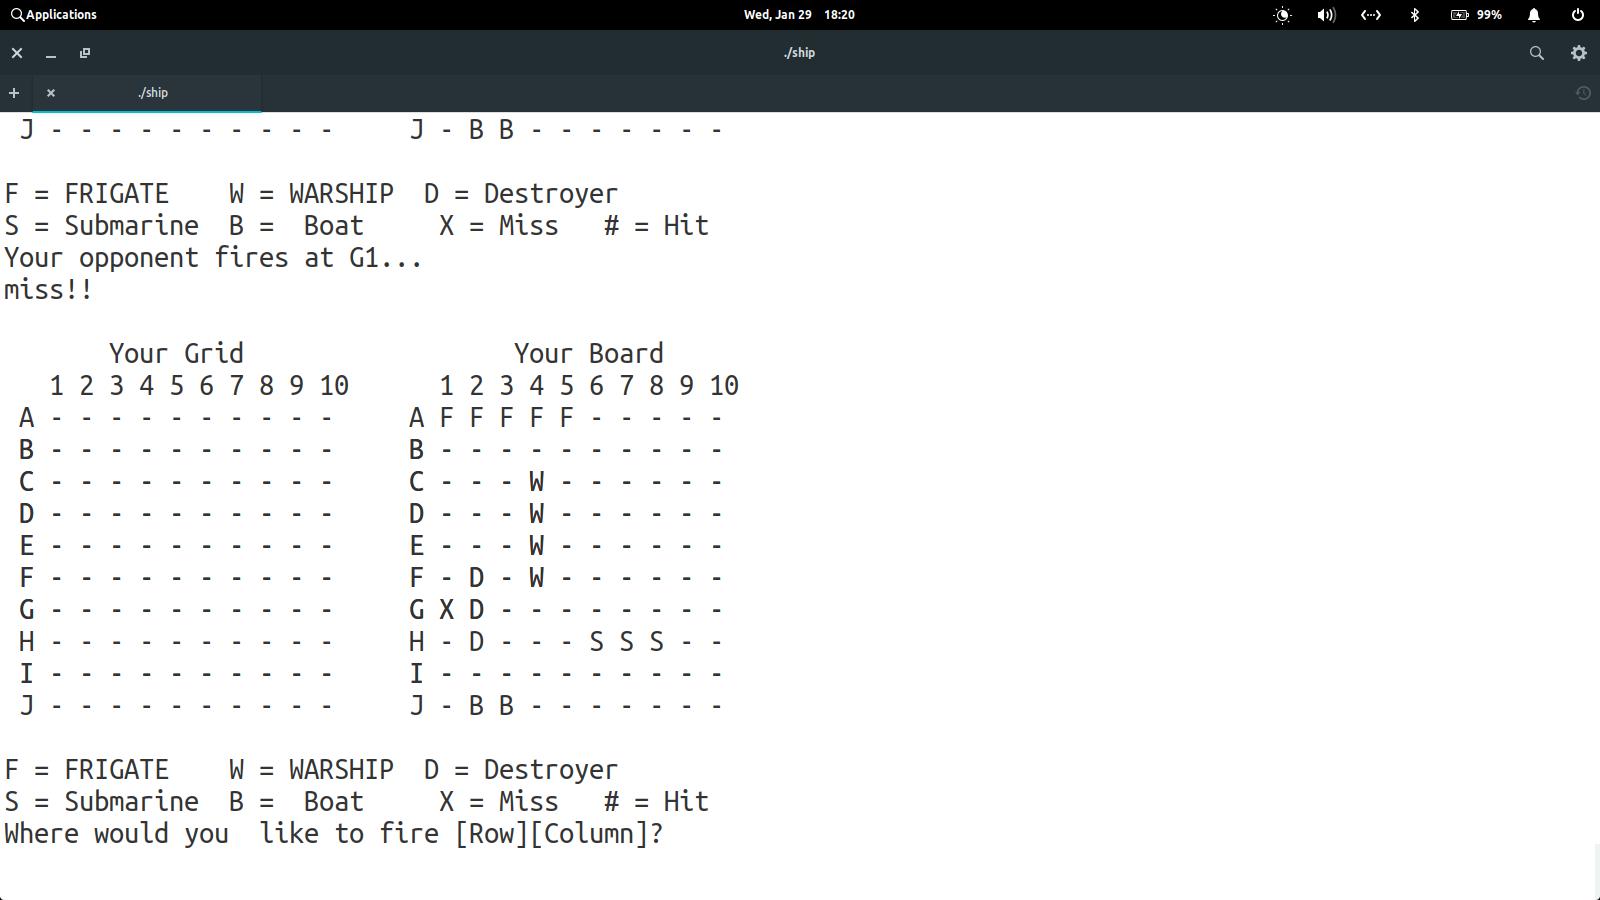 Applications Wed, Jan 29 18:20 99%
./ship
./ship
J - - - - - - - - - -     J - B B - - - - - - -
F = FRIGATE    W = WARSHIP  D = Destroyer
S = Submarine  B =  Boat     X = Miss   # = Hit
Your opponent fires at G1...
miss!!
Your Grid                  Your Board
1 2 3 4 5 6 7 8 9 10      1 2 3 4 5 6 7 8 9 10
A - - - - - - - - - -     A F F F F F - - - - -
B - - - - - - - - - -     B - - - - - - - - - -
C - - - - - - - - - -     C - - - W - - - - - -
D - - - - - - - - - -     D - - - W - - - - - -
E - - - - - - - - - -     E - - - W - - - - - -
F - - - - - - - - - -     F - D - W - - - - - -
G - - - - - - - - - -     G X D - - - - - - - -
H - - - - - - - - - -     H - D - - - S S S - -
I - - - - - - - - - -     I - - - - - - - - - -
J - - - - - - - - - -     J - B B - - - - - - -
F = FRIGATE    W = WARSHIP  D = Destroyer
S = Submarine  B =  Boat     X = Miss   # = Hit
Where would you  like to fire [Row][Column]?